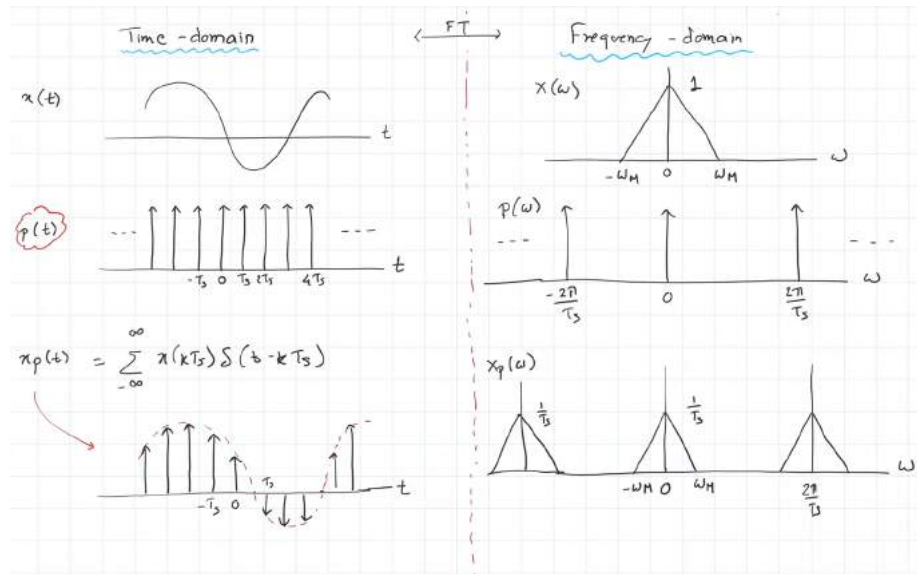 Time-domain
FT
Frequency-domain
x(t)
t
X(ω)
1
-ωM 0 ωM
ω
p(t)
---
-Ts 0 Ts 2Ts 4Ts
---
t
p(ω)
---
-2π/Ts
0
2π/Ts
---
ω
xp(t) = ∑ x(kTs) δ(t-kTs)
∞
-∞
-Ts 0
Ts
t
Xp(ω)
1/Ts
1/Ts
-ωM 0 ωM
2π/Ts
ω